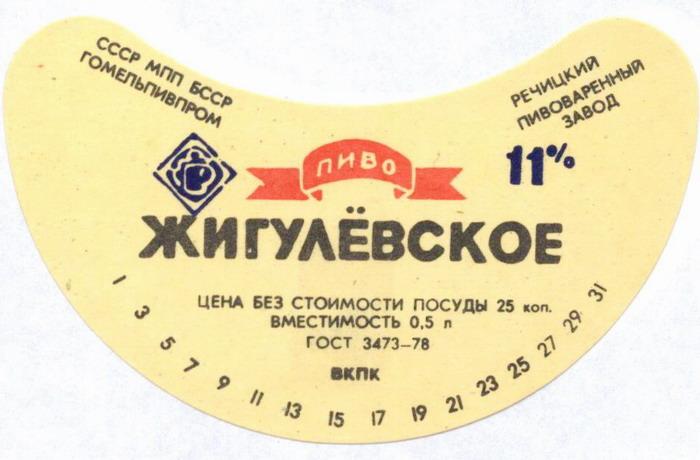 СССР МПП БССР
ГОМЕЛЬПИВПРОМ
РЕЧИЦКИЙ
ПИВОВАРЕННЫЙ
ЗАВОД
11%
ПИВО
ЖИГУЛЁВСКОЕ
ЦЕНА БЕЗ СТОИМОСТИ ПОСУДЫ 25 коп.
ВМЕСТИМОСТЬ 0,5 л
ГОСТ 3473—78
ВКПК
1 3 5 7 9 11 13 15 17 19 21 23 25 27 29 31